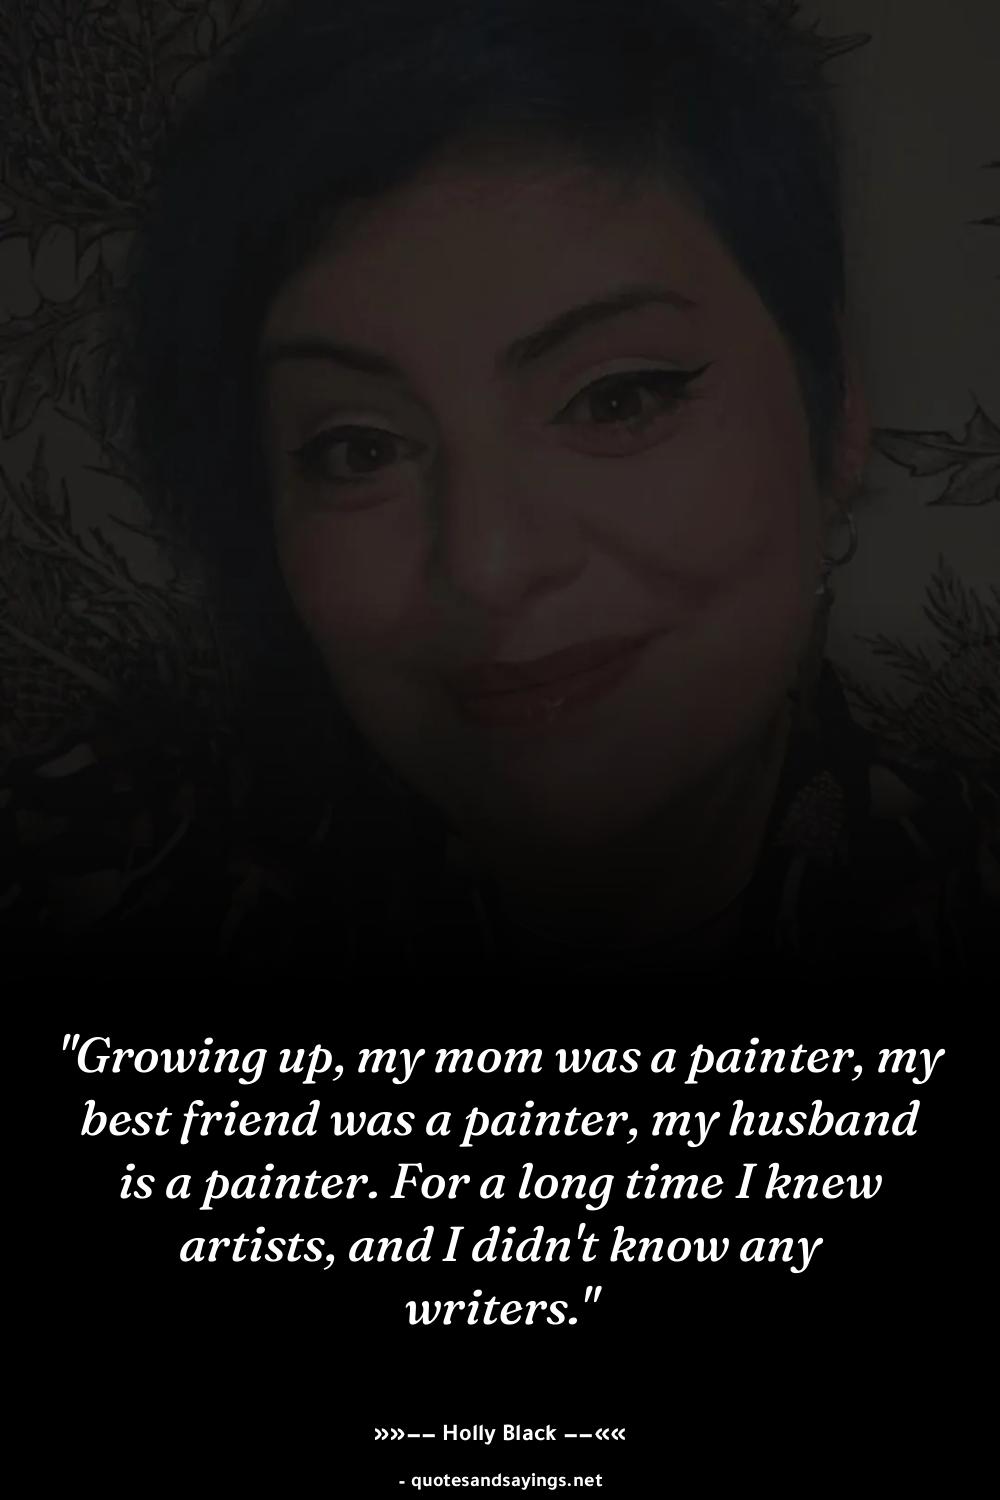 "Growing up, my mom was a painter, my
best friend was a painter, my husband
is a painter. For a long time I knew
artists, and I didn't know any
writers."
»»–– Holly Black ––««
- quotesandsayings.net